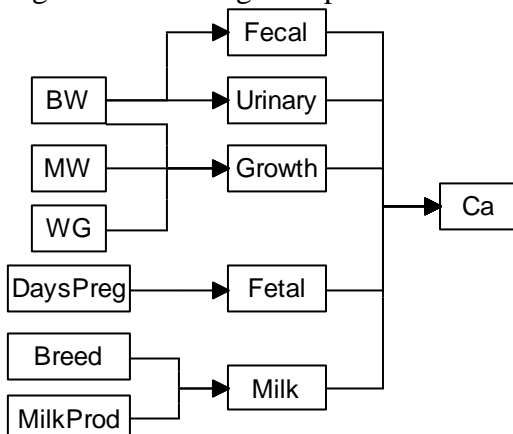 Fecal
BW
Urinary
MW
Growth
WG
Ca
DaysPreg
Fetal
Breed
Milk
MilkProd